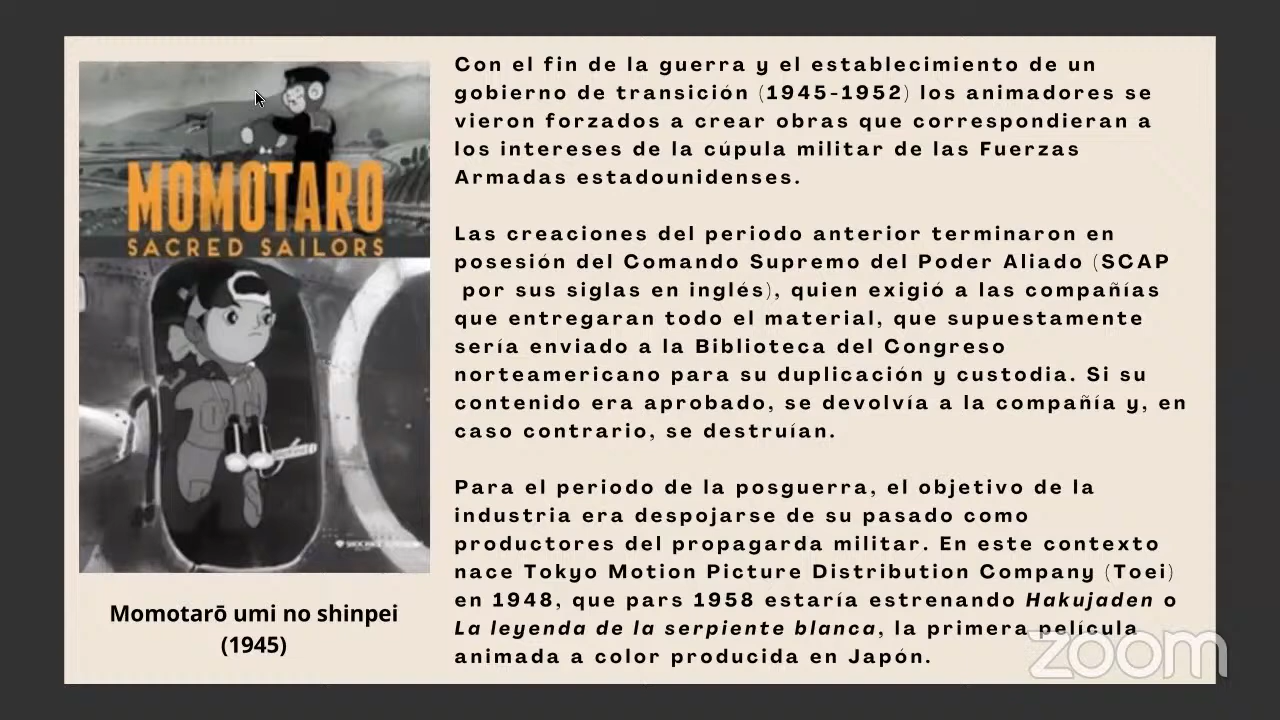 MOMOTARO
SACRED SAILORS
Momotarō umi no shinpei
(1945)
Con el fin de la guerra y el establecimiento de un
gobierno de transición (1945-1952) los animadores se
vieron forzados a crear obras que correspondieran a
los intereses de la cúpula militar de las Fuerzas
Armadas estadounidenses.
Las creaciones del periodo anterior terminaron en
posesión del Comando Supremo del Poder Aliado (SCAP
por sus siglas en inglés), quien exigió a las compañías
que entregaran todo el material, que supuestamente
sería enviado a la Biblioteca del Congreso
norteamericano para su duplicación y custodia. Si su
contenido era aprobado, se devolvía a la compañía y, en
caso contrario, se destruían.
Para el periodo de la posguerra, el objetivo de la
industria era despojarse de su pasado como
productores del propagarda militar. En este contexto
nace Tokyo Motion Picture Distribution Company (Toei)
en 1948, que pars 1958 estaría estrenando Hakujaden o
La leyenda de la serpiente blanca, la primera película
animada a color producida en Japón.
zoom